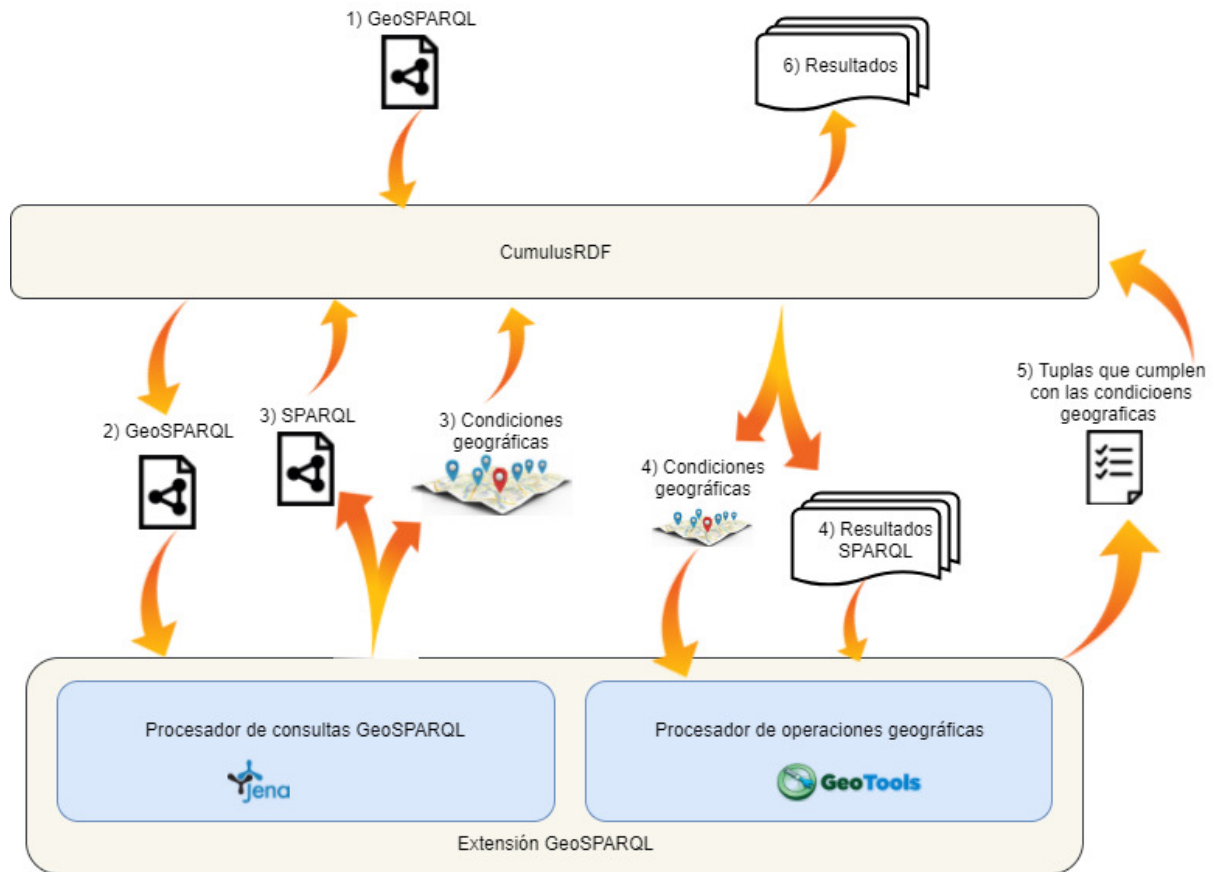 1) GeoSPARQL
6) Resultados
CumulusRDF
2) GeoSPARQL
3) SPARQL
3) Condiciones
geográficas
4) Condiciones
geográficas
4) Resultados
SPARQL
5) Tuplas que cumplen
con las condicioens
geograficas
Procesador de consultas GeoSPARQL
Jena
Procesador de operaciones geográficas
GeoTools
Extensión GeoSPARQL